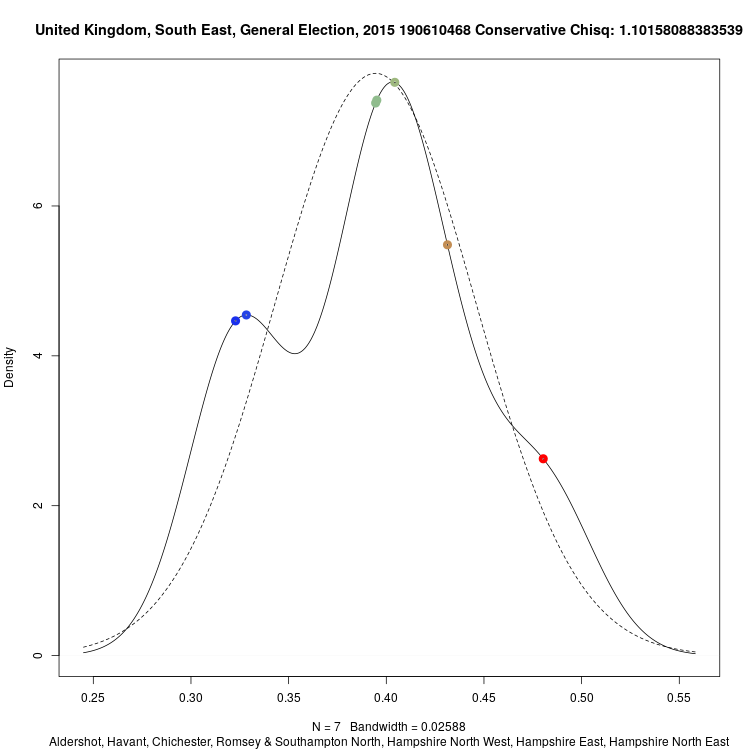 United Kingdom, South East, General Election, 2015 190610468 Conservative Chisq: 1.10158088383539
Density
6
4
2
0
0.25 0.30 0.35 0.40 0.45 0.50 0.55
N = 7 Bandwidth = 0.02588
Aldershot, Havant, Chichester, Romsey & Southampton North, Hampshire North West, Hampshire East, Hampshire North East